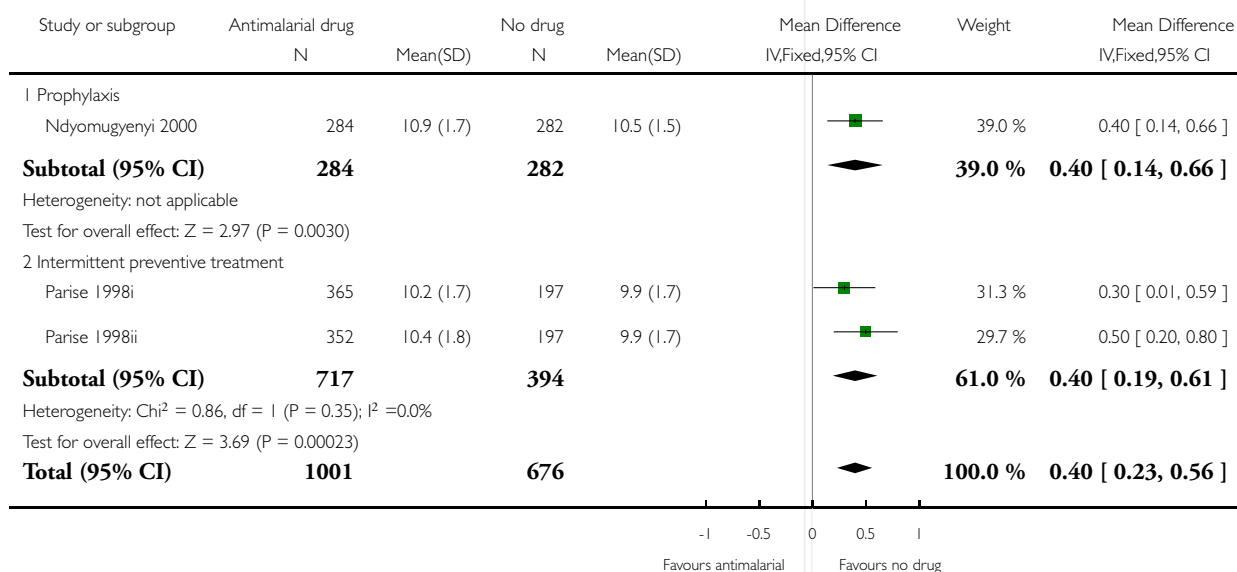 Study or subgroup Antimalarial drug No drug Mean Difference Weight Mean Difference
N Mean(SD) N Mean(SD) IV,Fixed,95% CI IV,Fixed,95% CI
1 Prophylaxis
Ndyomugyenyi 2000 284 10.9 (1.7) 282 10.5 (1.5) 39.0 % 0.40 [ 0.14, 0.66 ]
Subtotal (95% CI) 284 282 39.0 % 0.40 [ 0.14, 0.66 ]
Heterogeneity: not applicable
Test for overall effect: Z = 2.97 (P = 0.0030)
2 Intermittent preventive treatment
Parise 1998i 365 10.2 (1.7) 197 9.9 (1.7) 31.3 % 0.30 [ 0.01, 0.59 ]
Parise 1998ii 352 10.4 (1.8) 197 9.9 (1.7) 29.7 % 0.50 [ 0.20, 0.80 ]
Subtotal (95% CI) 717 394 61.0 % 0.40 [ 0.19, 0.61 ]
Heterogeneity: Chi² = 0.86, df = 1 (P = 0.35); I² =0.0%
Test for overall effect: Z = 3.69 (P = 0.00023)
Total (95% CI) 1001 676 100.0 % 0.40 [ 0.23, 0.56 ]
-1 -0.5 0 0.5 1
Favours antimalarial Favours no drug